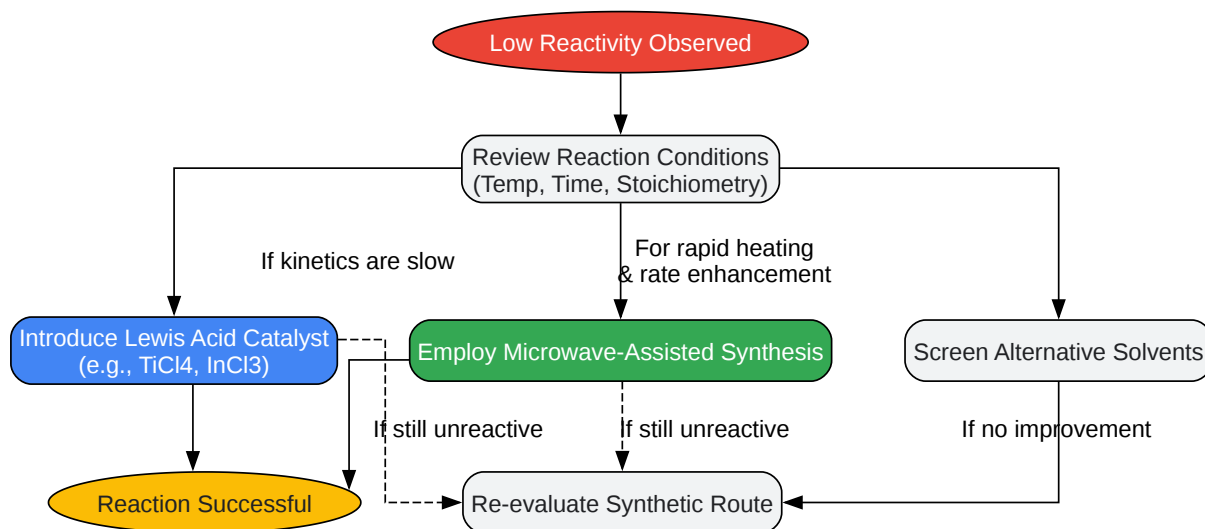 Low Reactivity Observed
Review Reaction Conditions
(Temp, Time, Stoichiometry)
If kinetics are slow
For rapid heating
& rate enhancement
Introduce Lewis Acid Catalyst
(e.g., TiCl4, InCl3)
Employ Microwave-Assisted Synthesis
Screen Alternative Solvents
If still unreactive
If still unreactive
If no improvement
Reaction Successful
Re-evaluate Synthetic Route